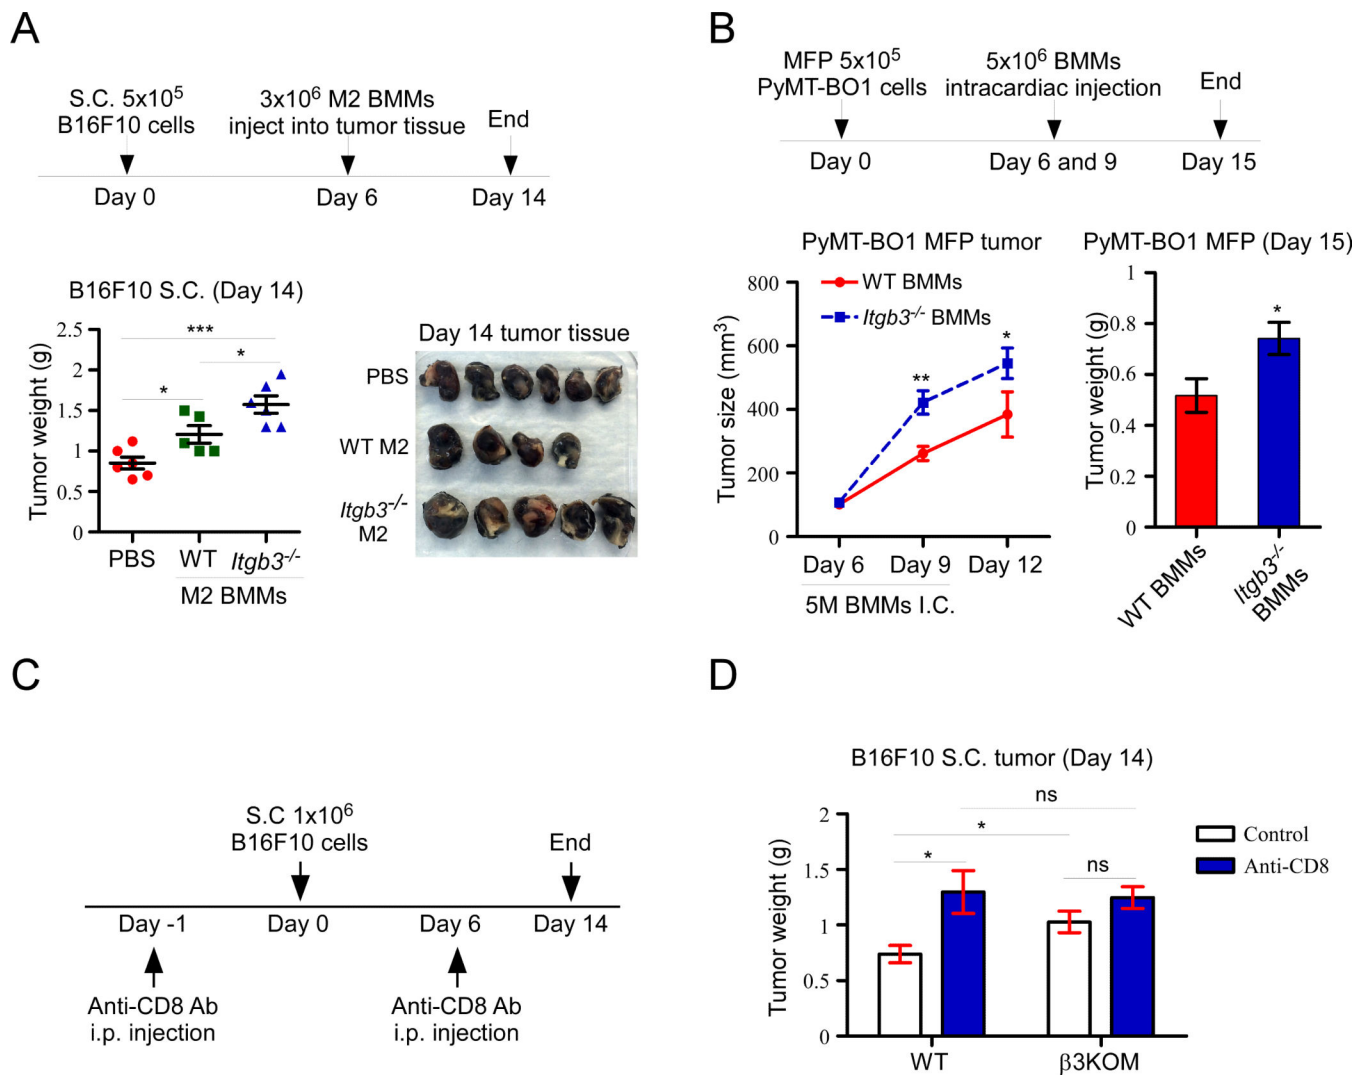 A
S.C. 5x10⁵
B16F10 cells
3x10⁶ M2 BMMs
inject into tumor tissue
End
Day 0
Day 6
Day 14
B16F10 S.C. (Day 14)
Tumor weight (g)
2.5
2
1.5
1
0.5
0
***
*
*
PBS
WT
Itgb3⁻/⁻
M2 BMMs
Day 14 tumor tissue
PBS
WT M2
Itgb3⁻/⁻
M2
B
MFP 5x10⁵
PyMT-BO1 cells
5x10⁶ BMMs
intracardiac injection
End
Day 0
Day 6 and 9
Day 15
PyMT-BO1 MFP tumor
WT BMMs
Itgb3⁻/⁻ BMMs
Tumor size (mm³)
800
600
400
200
0
**
*
Day 6
Day 9
Day 12
5M BMMs I.C.
PyMT-BO1 MFP (Day 15)
Tumor weight (g)
1
0.8
0.6
0.4
0.2
0
*
WT BMMs
Itgb3⁻/⁻
BMMs
C
S.C 1x10⁶
B16F10 cells
End
Day -1
Day 0
Day 6
Day 14
Anti-CD8 Ab
i.p. injection
Anti-CD8 Ab
i.p. injection
D
B16F10 S.C. tumor (Day 14)
Tumor weight (g)
2
1.5
1
0.5
0
ns
*
*
ns
Control
Anti-CD8
WT
β3KOM